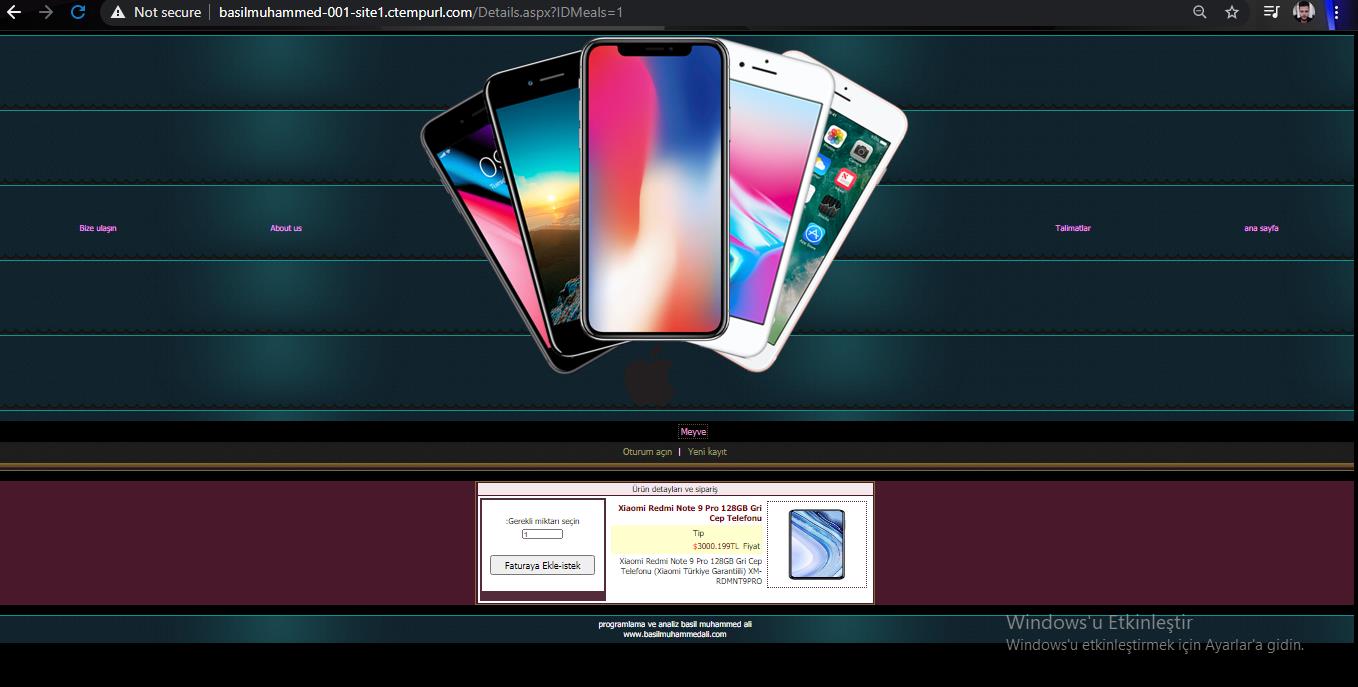 Not secure | basilmuhammed-001-site1.ctempurl.com/Details.aspx?IDMeals=1
Bize ulaşın About us Talimatlar ana sayfa
Meyve
Oturum açın | Yeni kayıt
Ürün detayları ve sipariş
:Gerekli miktarı seçin
1
Faturaya Ekle-istek
Xiaomi Redmi Note 9 Pro 128GB Gri
Cep Telefonu
Tip
$3000.199TL Fiyat
Xiaomi Redmi Note 9 Pro 128GB Gri Cep
Telefonu (Xiaomi Türkiye Garantili) XM-
RDMNT9PRO
programlama ve analiz basil muhammed ali
www.basilmuhammedali.com
Windows'u Etkinleştir
Windows'u etkinleştirmek için Ayarlar'a gidin.